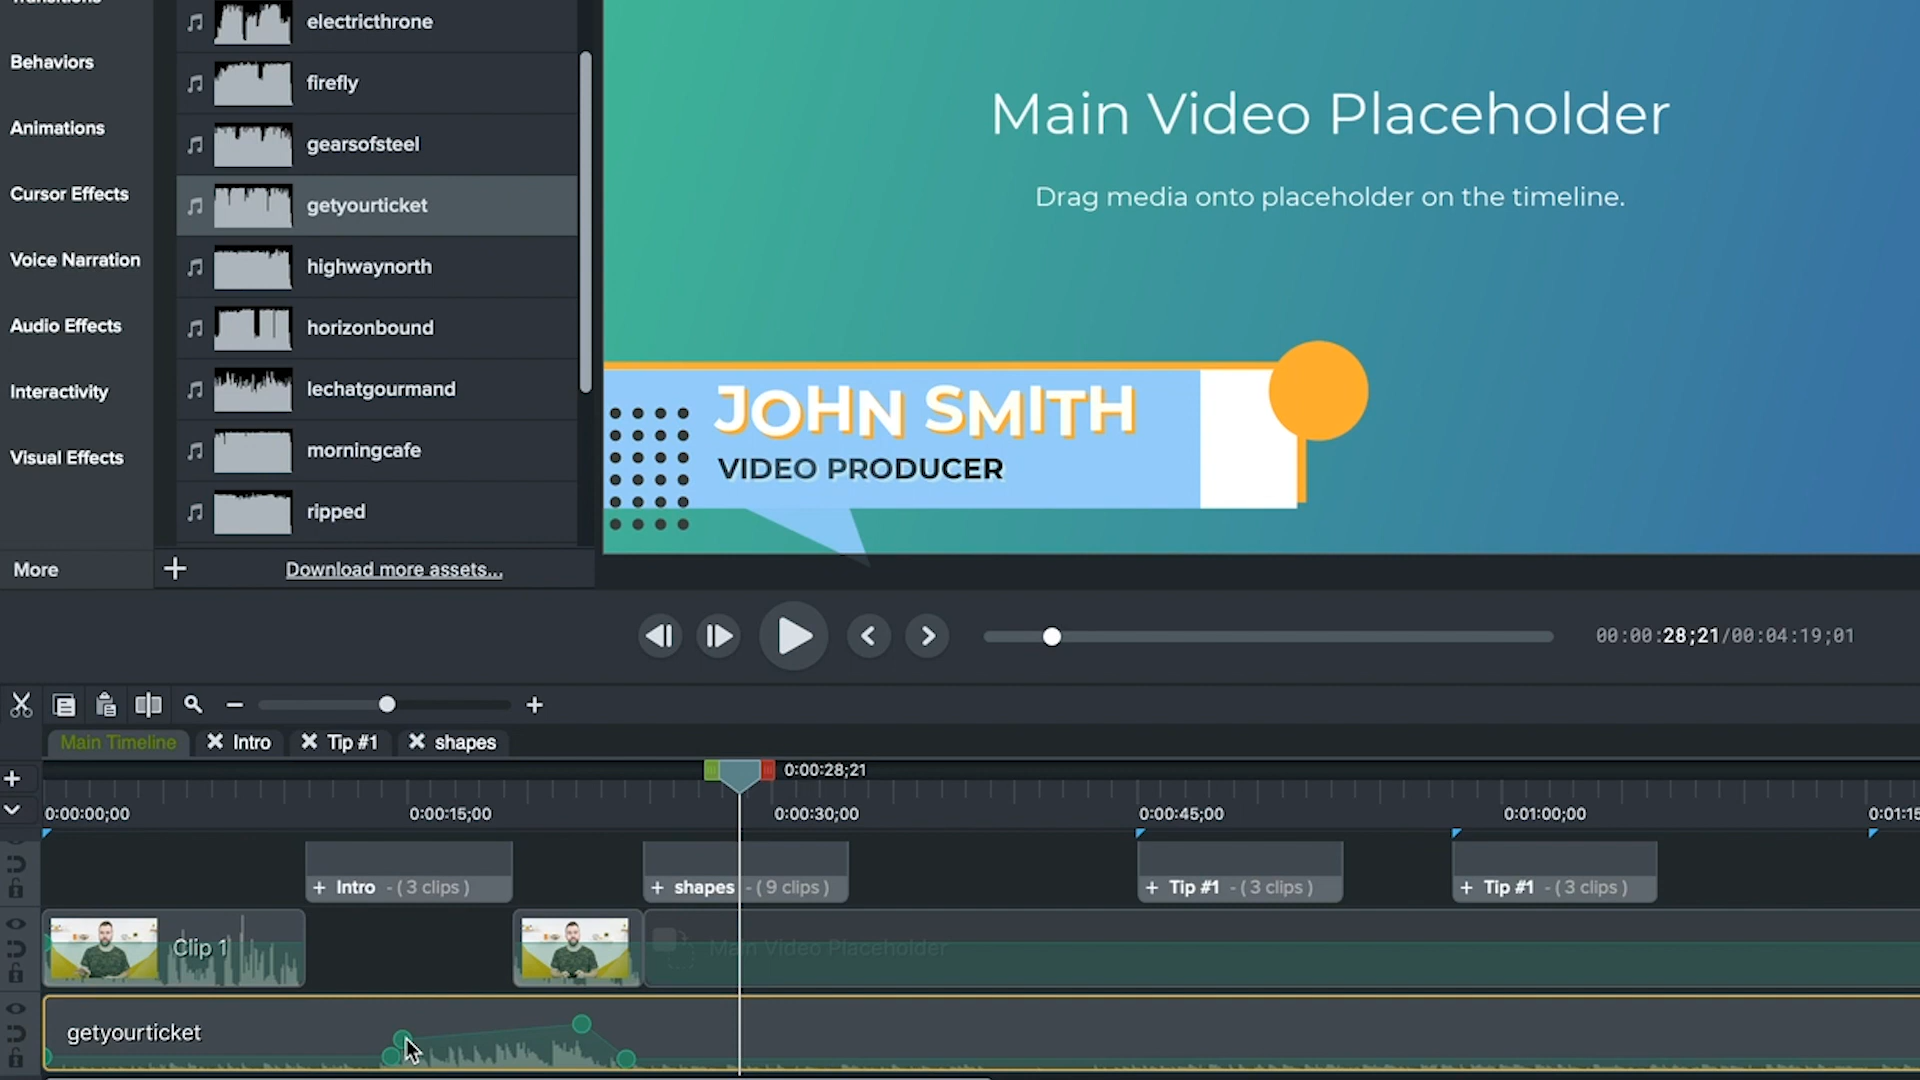 Transitions
Behaviors
Animations
Cursor Effects
Voice Narration
Audio Effects
Interactivity
Visual Effects
More
electricthrone
firefly
gearsofsteel
getyourticket
highwaynorth
horizonbound
lechatgourmand
morningcafe
ripped
Download more assets...
Main Video Placeholder
Drag media onto placeholder on the timeline.
JOHN SMITH
VIDEO PRODUCER
00:00:28;21/00:04:19;01
Main Timeline
Intro
Tip #1
shapes
0:00:28;21
0:00:00;00
0:00:15;00
0:00:30;00
0:00:45;00
0:01:00;00
0:01:15
+ Intro - ( 3 clips )
+ shapes - ( 9 clips )
+ Tip #1 - ( 3 clips )
+ Tip #1 - ( 3 clips )
Clip 1
Main Video Placeholder
getyourticket